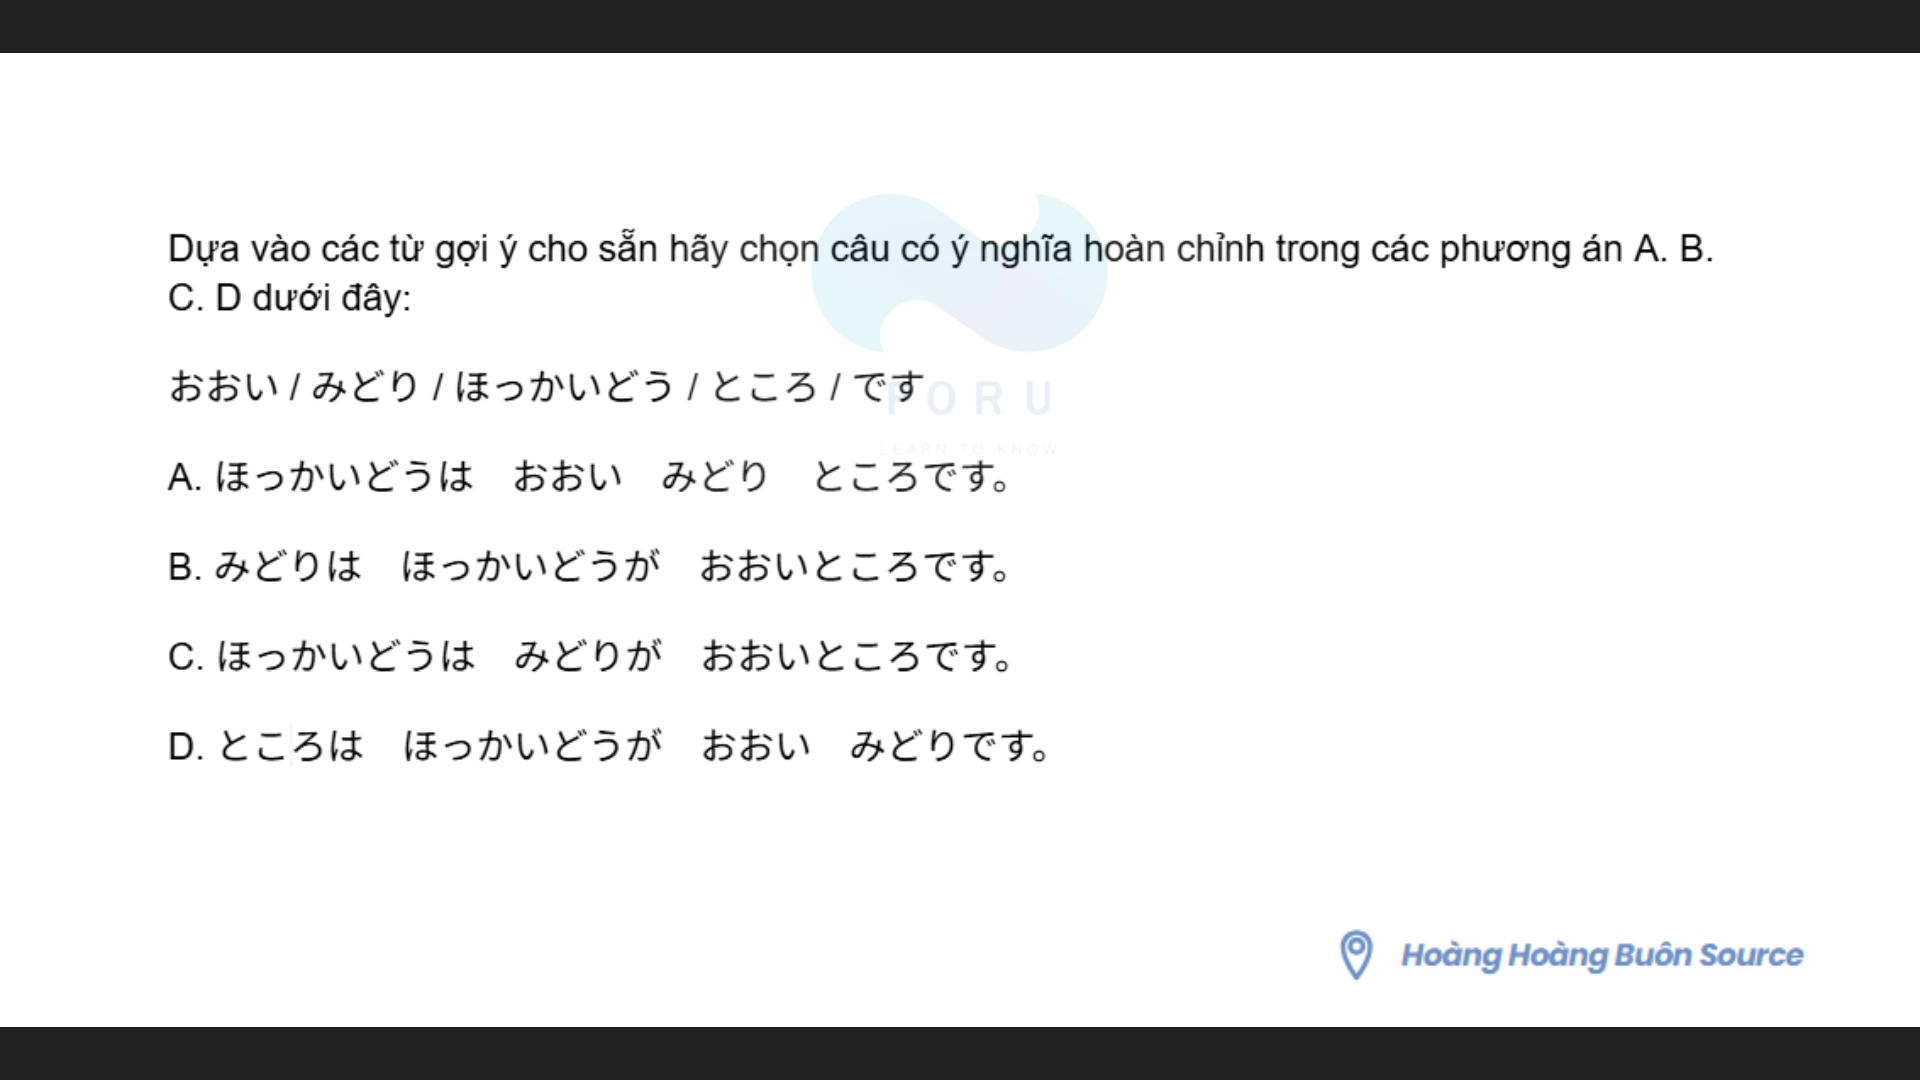 Dựa vào các từ gợi ý cho sẵn hãy chọn câu có ý nghĩa hoàn chỉnh trong các phương án A. B.
C. D dưới đây:
おおい / みどり / ほっかいどう / ところ / です
FORU
LEARN TO KNOW
A. ほっかいどうは　おおい　みどり　ところです。
B. みどりは　ほっかいどうが　おおいところです。
C. ほっかいどうは　みどりが　おおいところです。
D. ところは　ほっかいどうが　おおい　みどりです。
Hoàng Hoàng Buôn Source